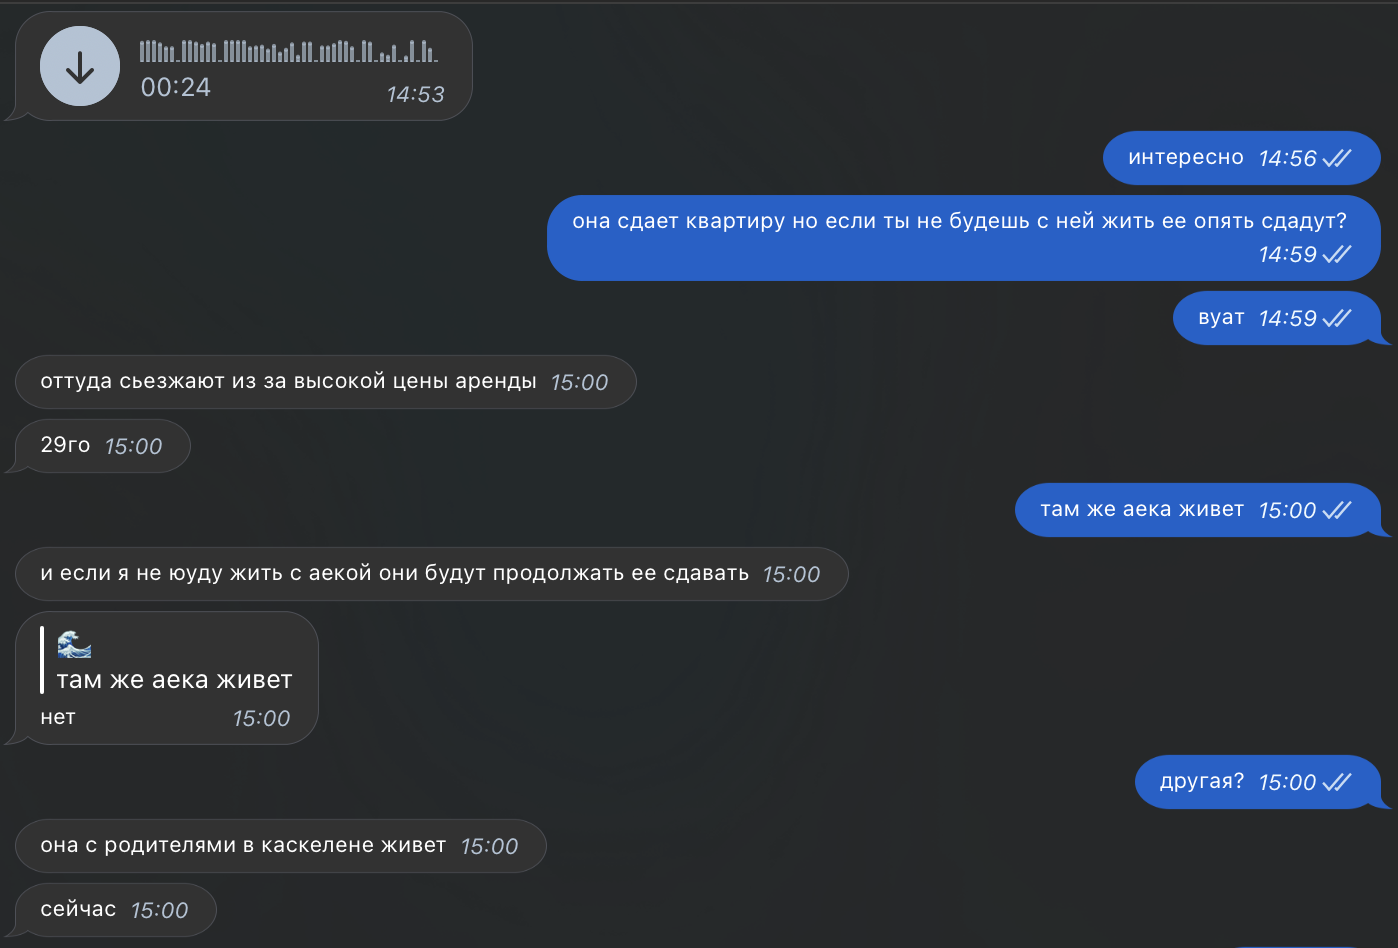 00:24 14:53
интересно 14:56
она сдает квартиру но если ты не будешь с ней жить ее опять сдадут?
14:59
вуат 14:59
оттуда сьезжают из за высокой цены аренды 15:00
29го 15:00
там же аека живет 15:00
и если я не юуду жить с аекой они будут продолжать ее сдавать 15:00
там же аека живет
нет 15:00
другая? 15:00
она с родителями в каскелене живет 15:00
сейчас 15:00